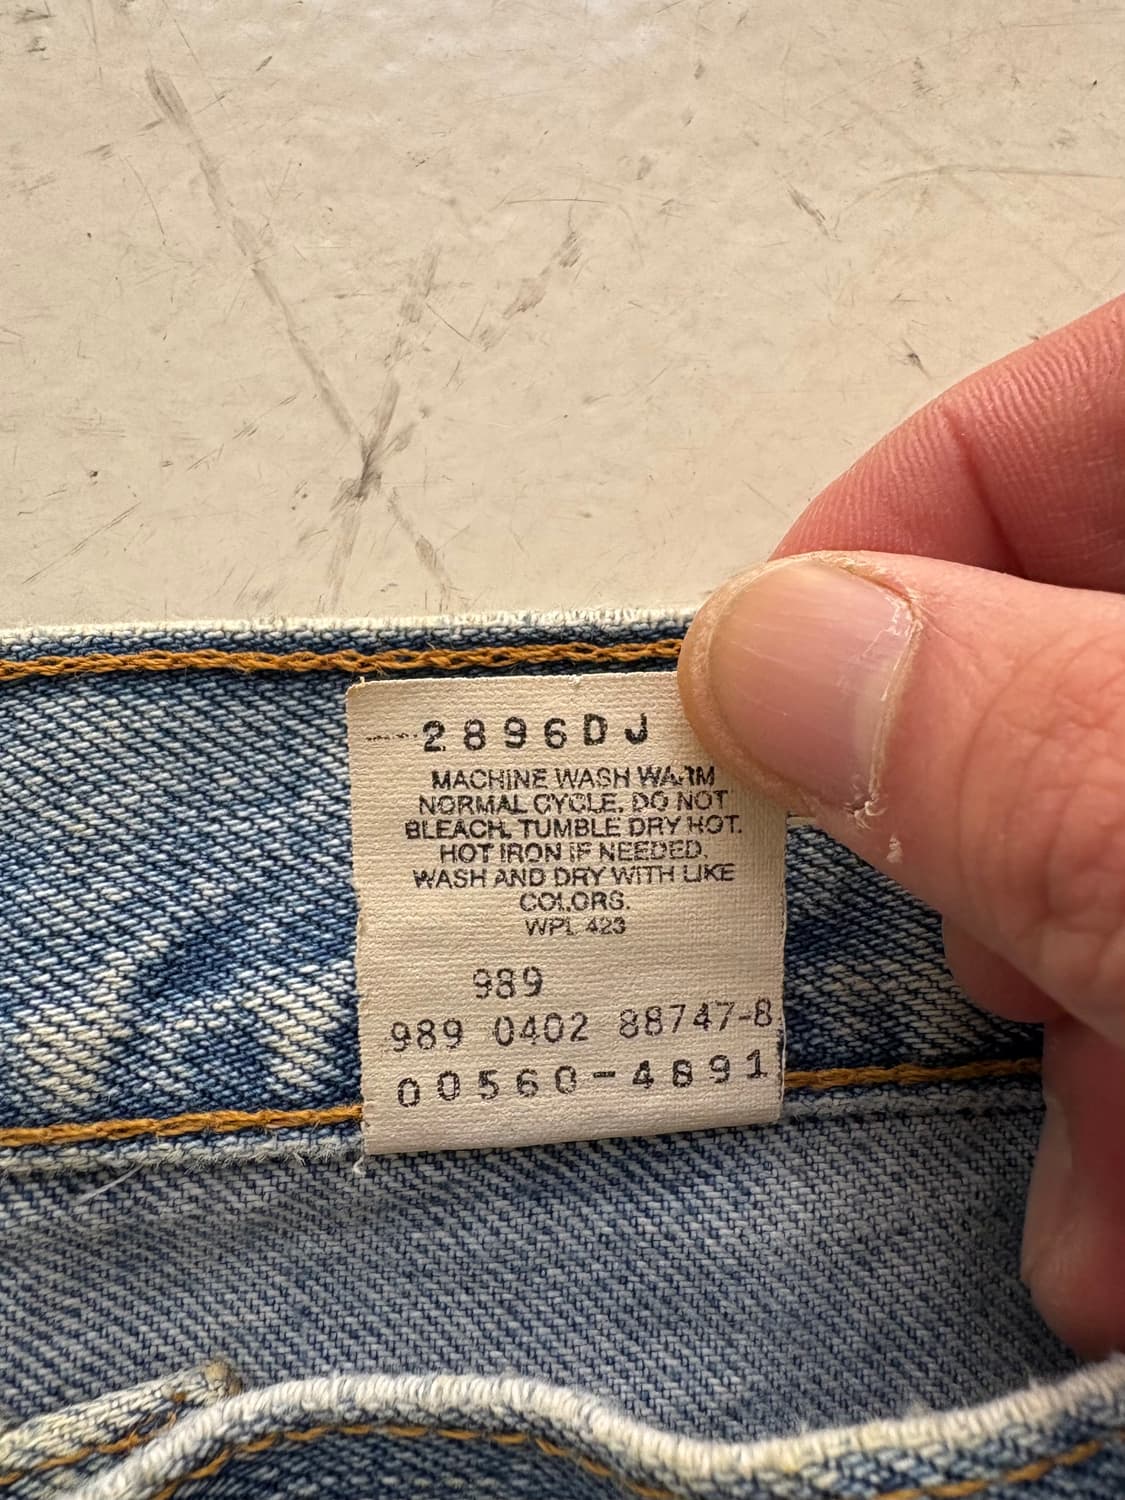 2896DJ
MACHINE WASH WARM
NORMAL CYCLE. DO NOT
BLEACH. TUMBLE DRY HOT.
HOT IRON IF NEEDED.
WASH AND DRY WITH LIKE
COLORS.
WPL 423
989
989 0402 88747-8
00560-4891